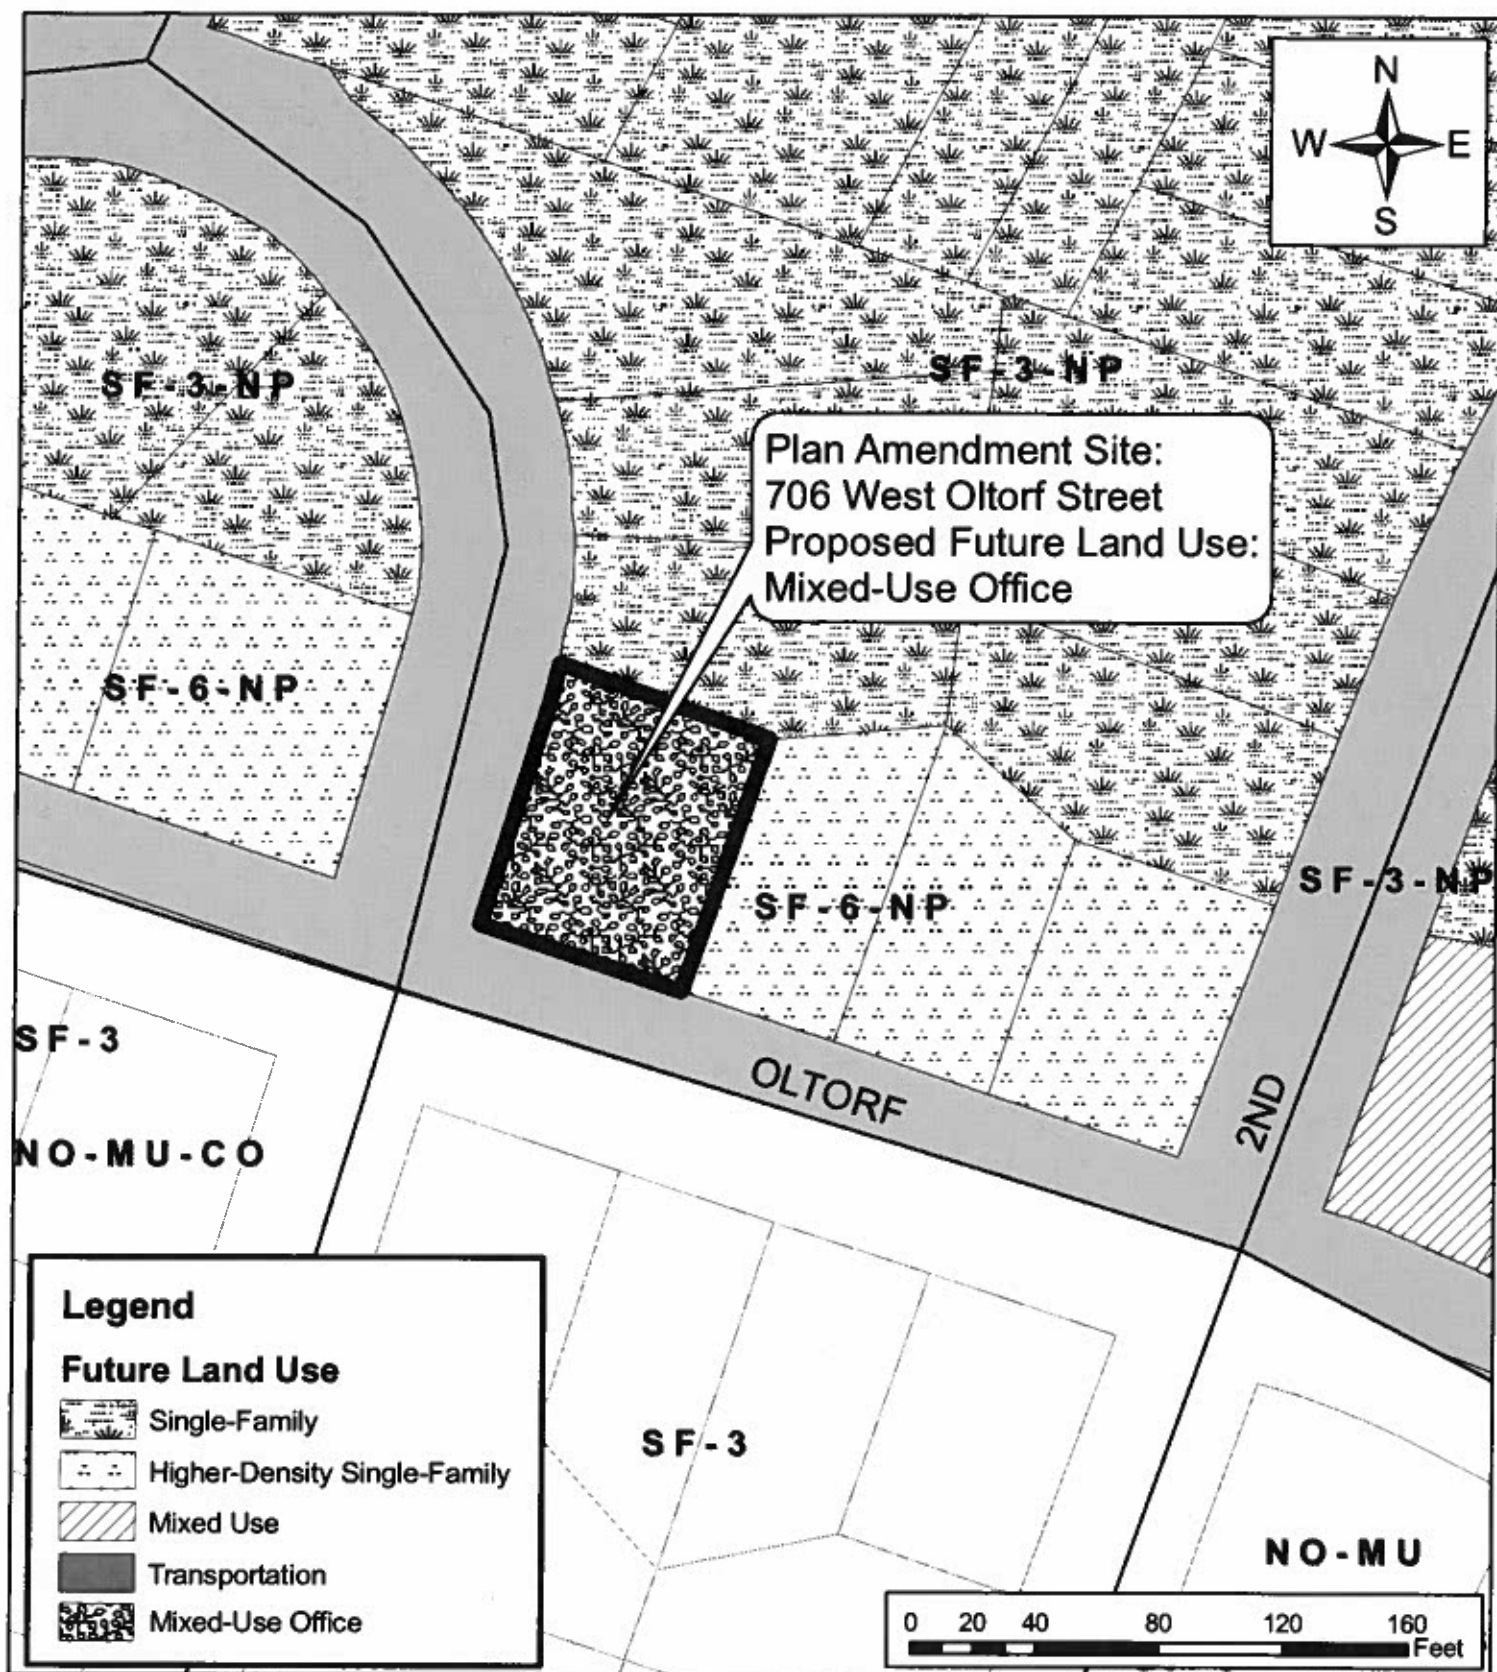 N
W E
S
SF-3-NP
SF-3-NP
Plan Amendment Site:
706 West Oltorf Street
Proposed Future Land Use:
Mixed-Use Office
SF-6-NP
SF-3-NP
SF-6-NP
SF-3
OLTORF
2ND
NO-MU-CO
Legend
Future Land Use
Single-Family
Higher-Density Single-Family
Mixed Use
Transportation
Mixed-Use Office
SF-3
NO-MU
0 20 40 80 120 160
Feet